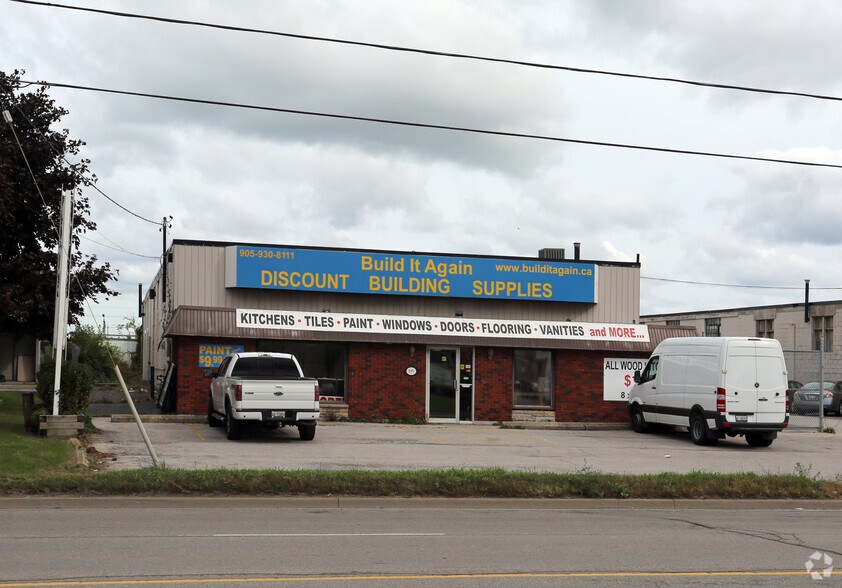 905-930-8111
Build It Again
www.builditagain.ca
DISCOUNT BUILDING SUPPLIES
KITCHENS • TILES • PAINT • WINDOWS • DOORS • FLOORING • VANITIES and MORE...
PAINT
$9.99
ALL WOOD
$
8